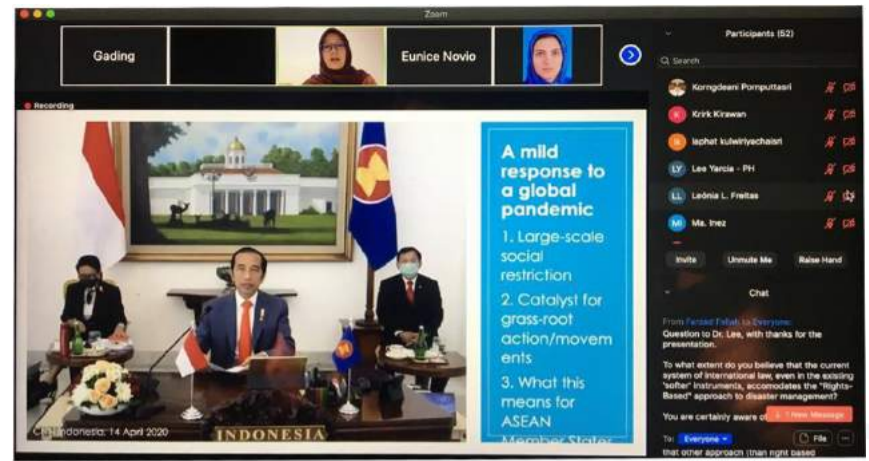 Zoom
Gading
Eunice Novio
Recording
A mild
response to
a global
pandemic
1. Large-scale
social
restriction
2. Catalyst for
grass-root
action/movem
ents
3. What this
means for
ASEAN
Member States
Indonesia, 14 April 2020
INDONESIA
Participants (52)
Search
Korngdeani Pornputtasri
Krirk Kirawan
K
laphat kulwiriyachaisri
LY Lee Yarcia - PH
LL Leônia L. Freitas
MI Ma. Inez
Invite Unmute Me Raise Hand
Chat
From Farzad Fallah to Everyone:
Question to Dr. Lee, with thanks for the
presentation.
To what extent do you believe that the current
system of international law, even in the existing
'softer' instruments, accomodates the "Rights-
Based" approach to disaster management?
You are certainly aware of
1 New Message
To: Everyone File
that other approach (than right based